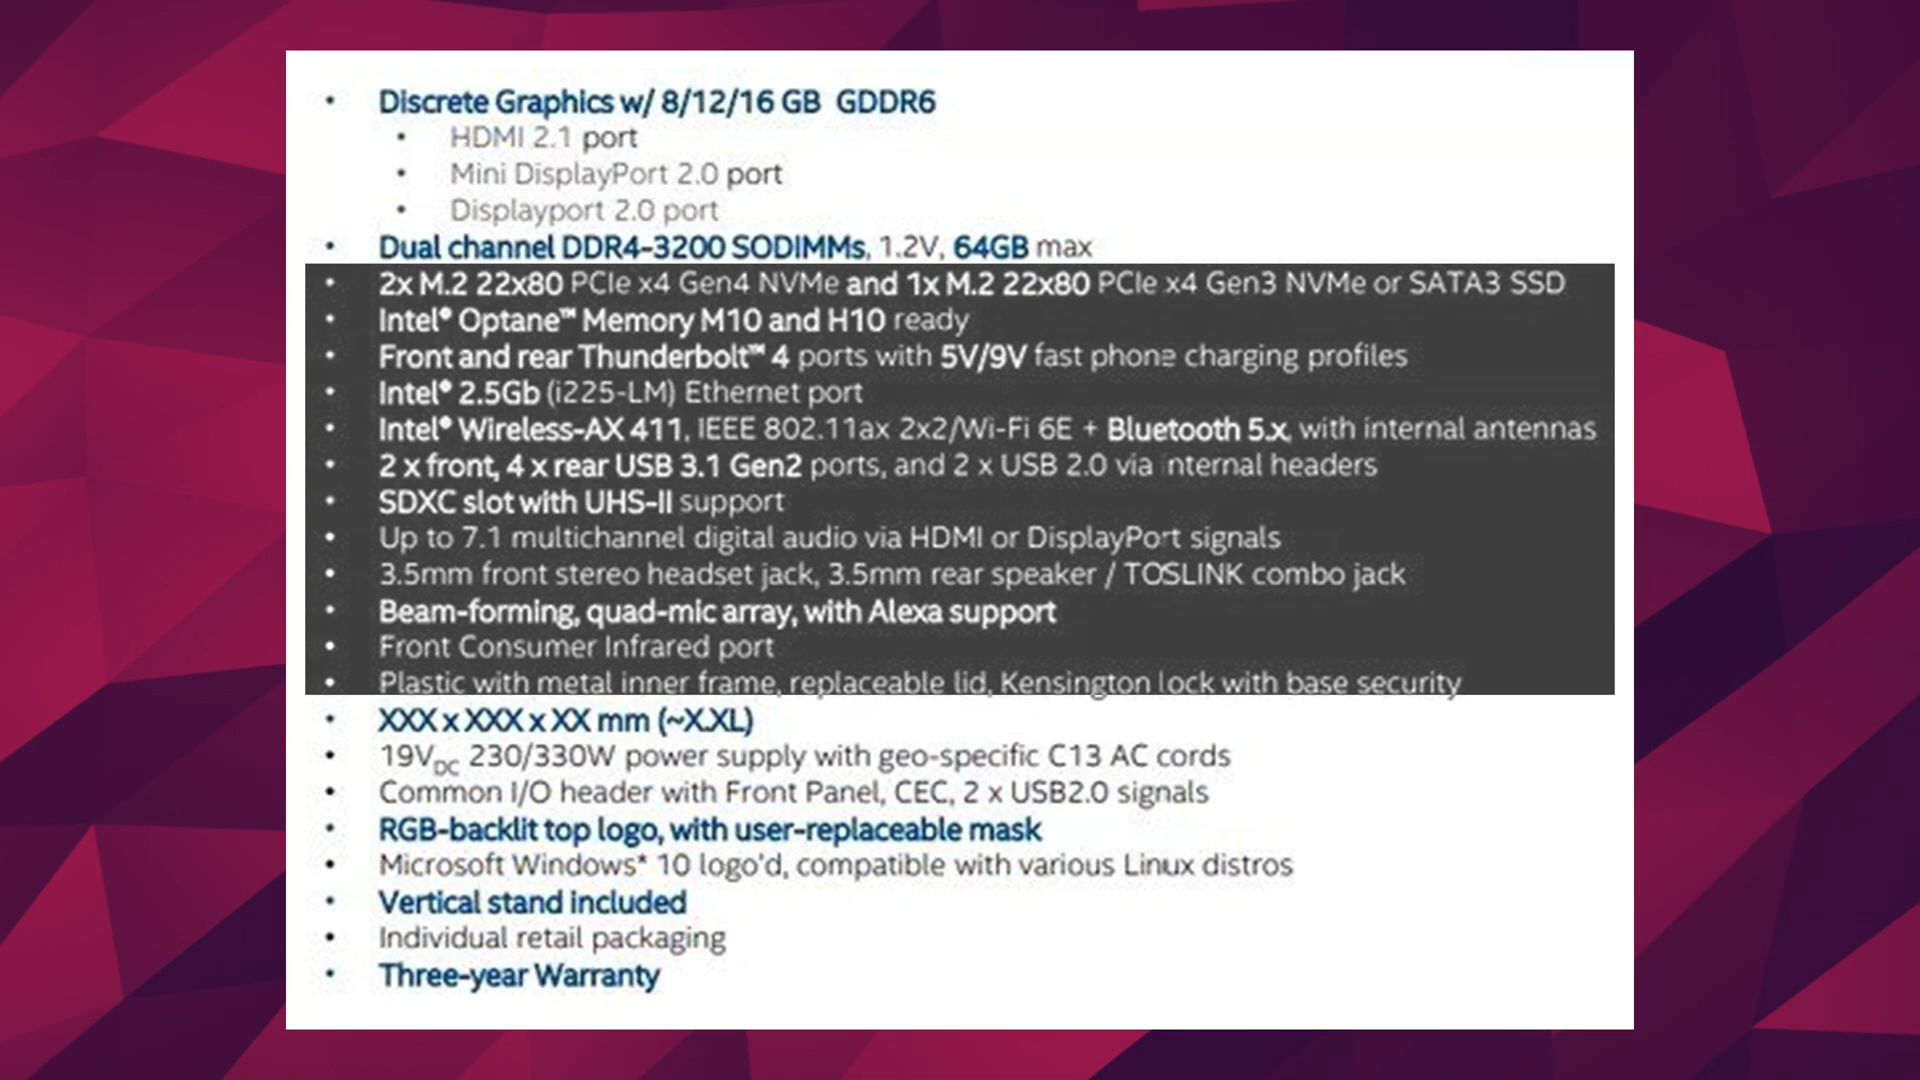 • Discrete Graphics w/ 8/12/16 GB GDDR6
• HDMI 2.1 port
• Mini DisplayPort 2.0 port
• Displayport 2.0 port
• Dual channel DDR4-3200 SODIMMs, 1.2V, 64GB max
• 2x M.2 22x80 PCIe x4 Gen4 NVMe and 1x M.2 22x80 PCIe x4 Gen3 NVMe or SATA3 SSD
• Intel® Optane™ Memory M10 and H10 ready
• Front and rear Thunderbolt™ 4 ports with 5V/9V fast phone charging profiles
• Intel® 2.5Gb (i225-LM) Ethernet port
• Intel® Wireless-AX 411, IEEE 802.11ax 2x2/Wi-Fi 6E + Bluetooth 5.x, with internal antennas
• 2 x front, 4 x rear USB 3.1 Gen2 ports, and 2 x USB 2.0 via nternal headers
• SDXC slot with UHS-II support
• Up to 7.1 multichannel digital audio via HDMI or DisplayPort signals
• 3.5mm front stereo headset jack, 3.5mm rear speaker / TOSLINK combo jack
• Beam-forming, quad-mic array, with Alexa support
• Front Consumer Infrared port
• Plastic with metal inner frame, replaceable lid, Kensington lock with base security
• XXX x XXX x XX mm (~X.XL)
• 19VDC 230/330W power supply with geo-specific C13 AC cords
• Common I/O header with Front Panel, CEC, 2 x USB2.0 signals
• RGB-backlit top logo, with user-replaceable mask
• Microsoft Windows* 10 logo'd, compatible with various Linux distros
• Vertical stand included
• Individual retail packaging
• Three-year Warranty